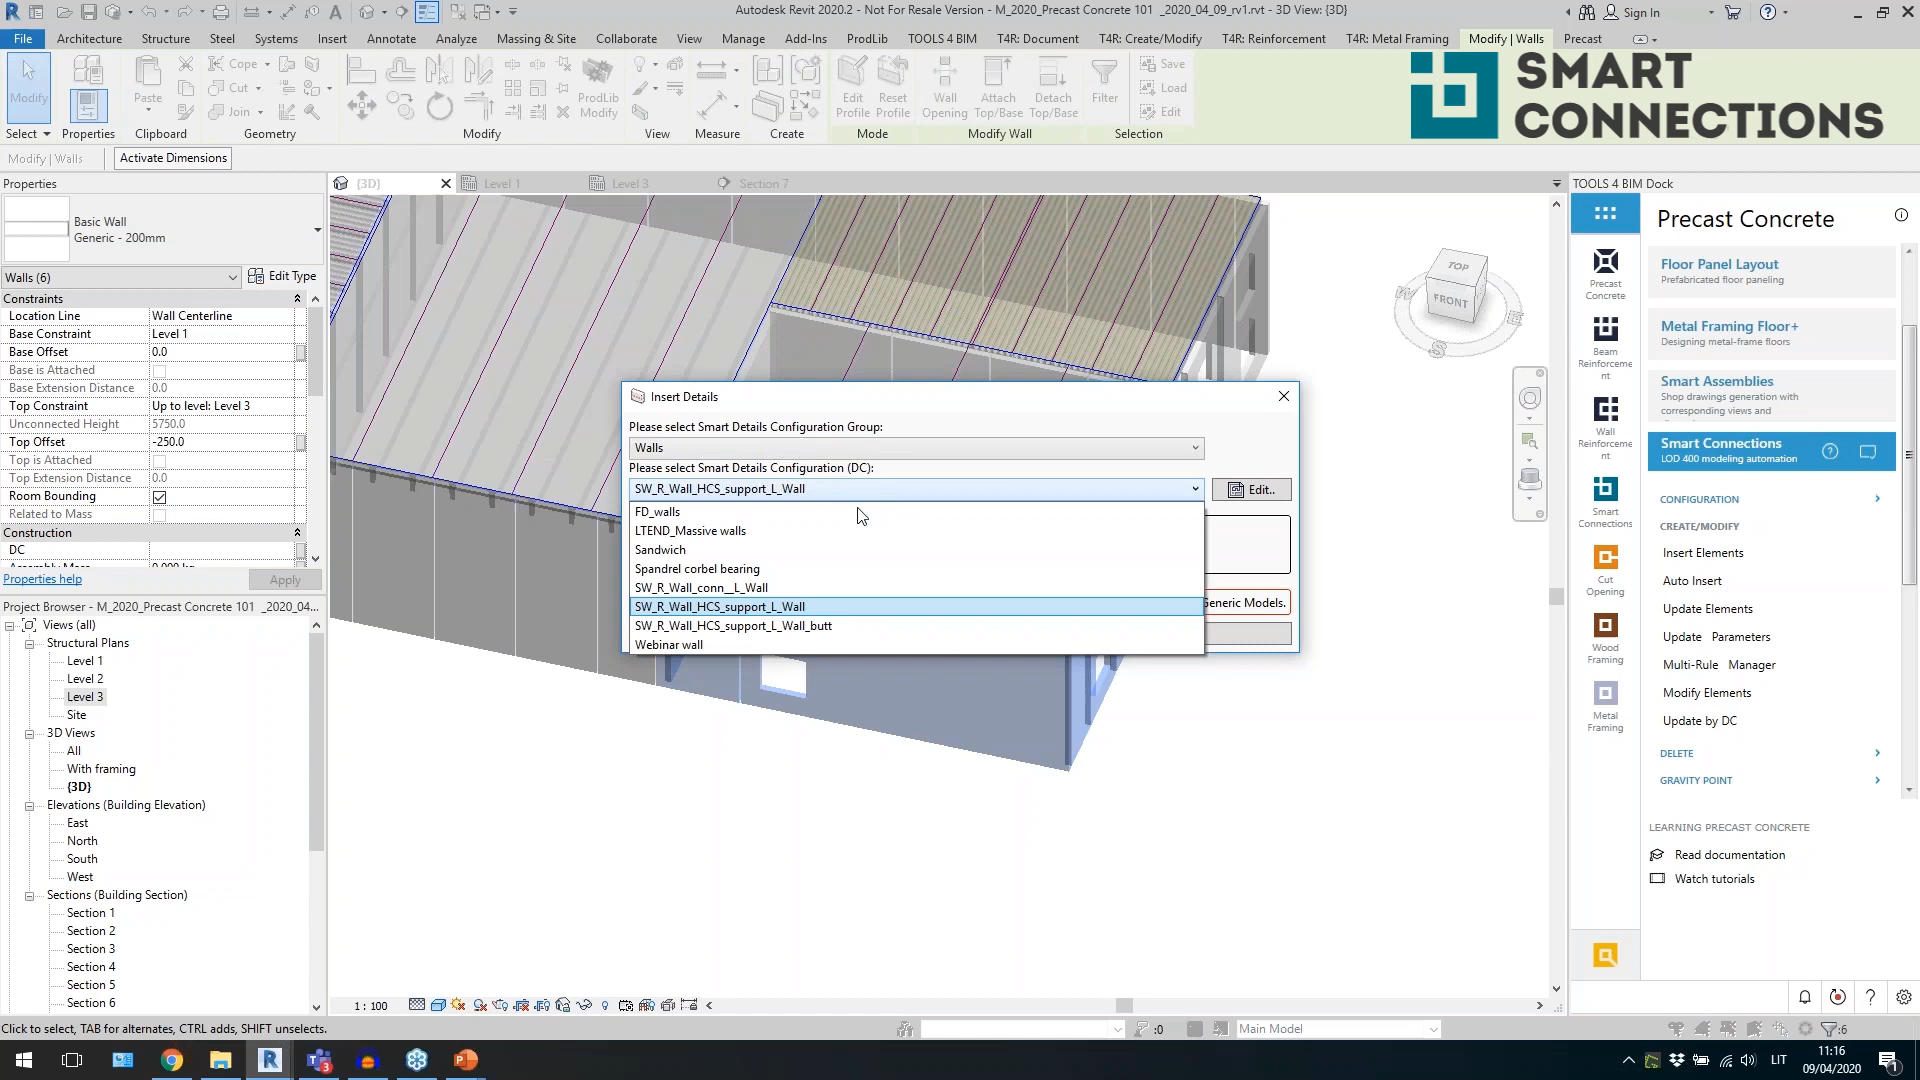 Autodesk Revit 2020.2 - Not For Resale Version - M_2020_Precast Concrete 101 _2020_04_09_rv1.rvt - 3D View: {3D}
Sign In
File Architecture Structure Steel Systems Insert Annotate Analyze Massing & Site Collaborate View Manage Add-Ins ProdLib TOOLS 4 BIM T4R: Document T4R: Create/Modify T4R: Reinforcement T4R: Metal Framing Modify | Walls Precast
Modify
Paste
Cope
Cut
Join
ProdLib
Modify
Edit
Profile
Reset
Profile
Wall
Opening
Attach
Top/Base
Detach
Top/Base
Filter
Save
Load
Edit
SMART
CONNECTIONS
Select Properties Clipboard Geometry Modify View Measure Create Mode Modify Wall Selection
Modify | Walls
Activate Dimensions
Properties
Basic Wall
Generic - 200mm
Walls (6)
Edit Type
Constraints
Location Line Wall Centerline
Base Constraint Level 1
Base Offset 0.0
Base is Attached
Base Extension Distance 0.0
Top Constraint Up to level: Level 3
Unconnected Height 5750.0
Top Offset -250.0
Top is Attached
Top Extension Distance 0.0
Room Bounding
Related to Mass
Construction
DC
Properties help
Apply
Project Browser - M_2020_Precast Concrete 101 _2020_04...
Views (all)
Structural Plans
Level 1
Level 2
Level 3
Site
3D Views
All
With framing
{3D}
Elevations (Building Elevation)
East
North
South
West
Sections (Building Section)
Section 1
Section 2
Section 3
Section 4
Section 5
Section 6
{3D}
Level 1
Level 3
Section 7
TOP
FRONT
W
S
E
Insert Details
Please select Smart Details Configuration Group:
Walls
Please select Smart Details Configuration (DC):
SW_R_Wall_HCS_support_L_Wall
Edit..
FD_walls
LTEND_Massive walls
Sandwich
Spandrel corbel bearing
SW_R_Wall_conn__L_Wall
SW_R_Wall_HCS_support_L_Wall
SW_R_Wall_HCS_support_L_Wall_butt
Webinar wall
Generic Models.
TOOLS 4 BIM Dock
Precast
Concrete
Beam
Reinforceme
nt
Wall
Reinforceme
nt
Smart
Connections
Cut
Opening
Wood
Framing
Metal
Framing
Precast Concrete
Floor Panel Layout
Prefabricated floor paneling
Metal Framing Floor+
Designing metal-frame floors
Smart Assemblies
Shop drawings generation with
corresponding views and
Smart Connections
LOD 400 modeling automation
CONFIGURATION
CREATE/MODIFY
Insert Elements
Auto Insert
Update Elements
Update Parameters
Multi-Rule Manager
Modify Elements
Update by DC
DELETE
GRAVITY POINT
LEARNING PRECAST CONCRETE
Read documentation
Watch tutorials
1 : 100
Click to select, TAB for alternates, CTRL adds, SHIFT unselects.
:0
Main Model
:6
LIT
11:16
09/04/2020